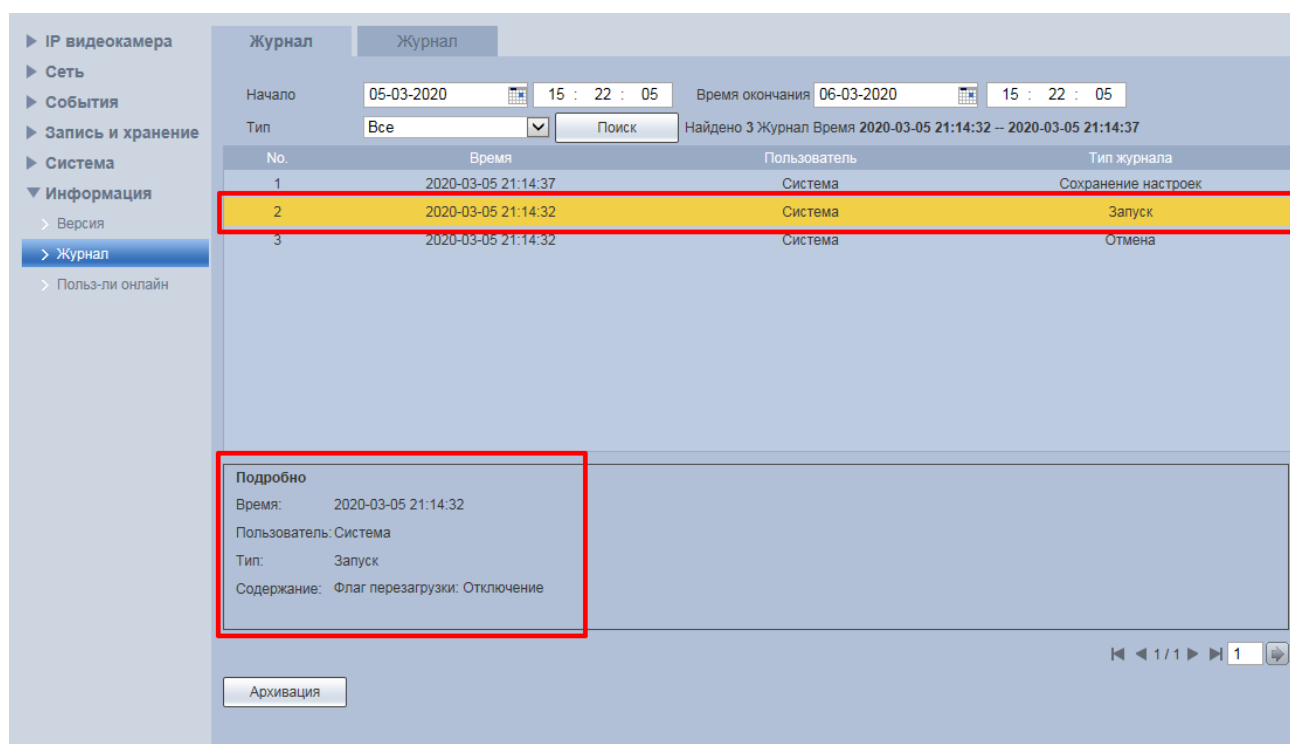 IP видеокамера
Сеть
События
Запись и хранение
Система
Информация
Версия
Журнал
Польз-ли онлайн
Журнал Журнал
Начало 05-03-2020 15 : 22 : 05 Время окончания 06-03-2020 15 : 22 : 05
Тип Все Поиск Найдено 3 Журнал Время 2020-03-05 21:14:32 -- 2020-03-05 21:14:37
No. Время Пользователь Тип журнала
1 2020-03-05 21:14:37 Система Сохранение настроек
2 2020-03-05 21:14:32 Система Запуск
3 2020-03-05 21:14:32 Система Отмена
Подробно
Время: 2020-03-05 21:14:32
Пользователь: Система
Тип: Запуск
Содержание: Флаг перезагрузки: Отключение
1 / 1 1
Архивация